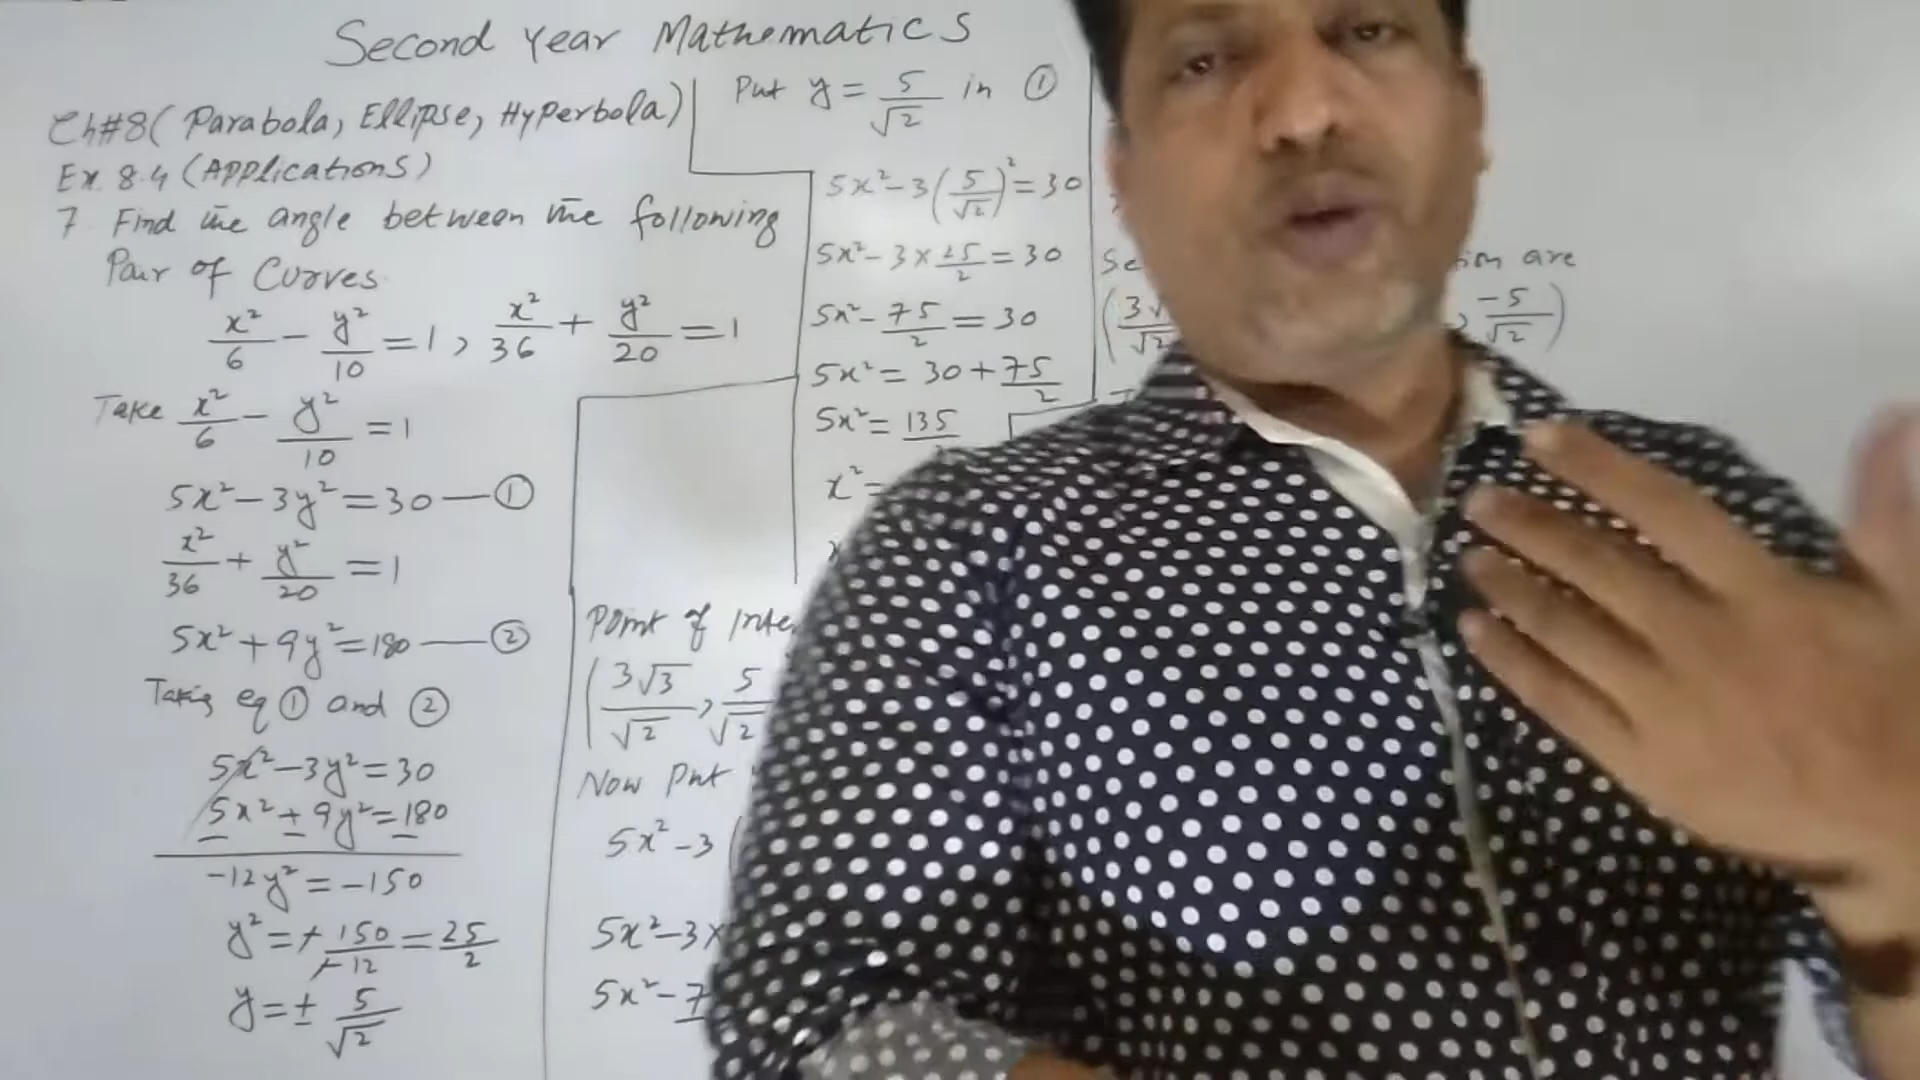 Second Year Mathematics
Ch#8 (Parabola, Ellipse, Hyperbola)
Ex. 8.4 (Applications)
7. Find the angle between the following
Pair of Curves
x²/6 − y²/10 = 1, x²/36 + y²/20 = 1
Take x²/6 − y²/10 = 1
5x² − 3y² = 30 — ①
x²/36 + y²/20 = 1
5x² + 9y² = 180 — ②
Taking eq ① and ②
5x² − 3y² = 30
5x² ± 9y² = 180
−12y² = −150
y² = + 150/−12 = 25/2
y = ± 5/√2
Put y = 5/√2 in ①
5x² − 3(5/√2)² = 30
5x² − 3 × 25/2 = 30
5x² − 75/2 = 30
5x² = 30 + 75/2
5x² = 135
x² =
Point of
(3√3/√2, 5/√2
Now Put
5x² − 3(
5x² − 3×
5x² − 7
are
−5/√2)